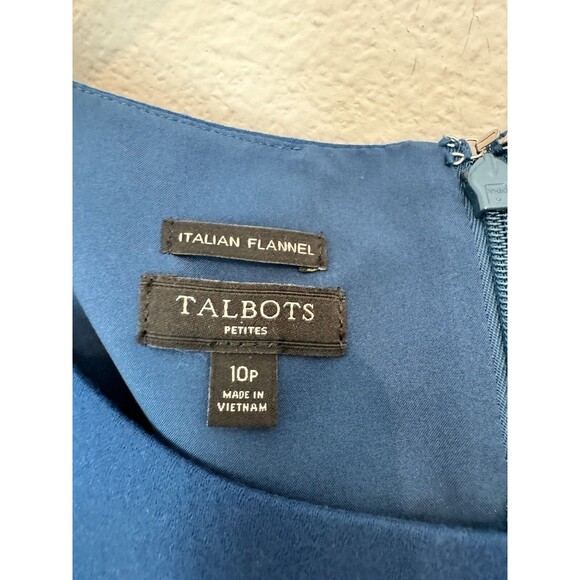 ITALIAN FLANNEL
TALBOTS
PETITES
10P
MADE IN
VIETNAM